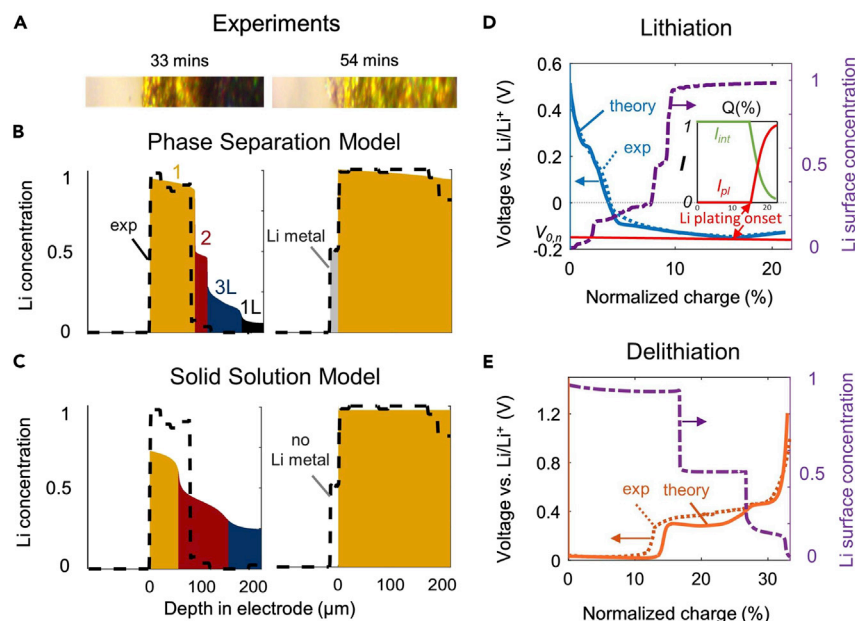 A
Experiments
33 mins
54 mins
B
Phase Separation Model
Li concentration
1
0.5
0
exp
1
2
3L
1L
Li metal
C
Solid Solution Model
Li concentration
1
0.5
0
no
Li metal
0 100 200
0 100 200
Depth in electrode (μm)
D
Lithiation
Voltage vs. Li/Li⁺ (V)
0.6
0.4
0.2
0
V₀,ₙ
-0.2
theory
exp
Q(%)
1
I
0
I_int
I_pl
0 10 20
Li plating onset
1
0.5
0
Li surface concentration
0 10 20
Normalized charge (%)
E
Delithiation
Voltage vs. Li/Li⁺ (V)
1.2
0.8
0.4
0
exp
theory
1
0.5
0
Li surface concentration
0 10 20 30
Normalized charge (%)